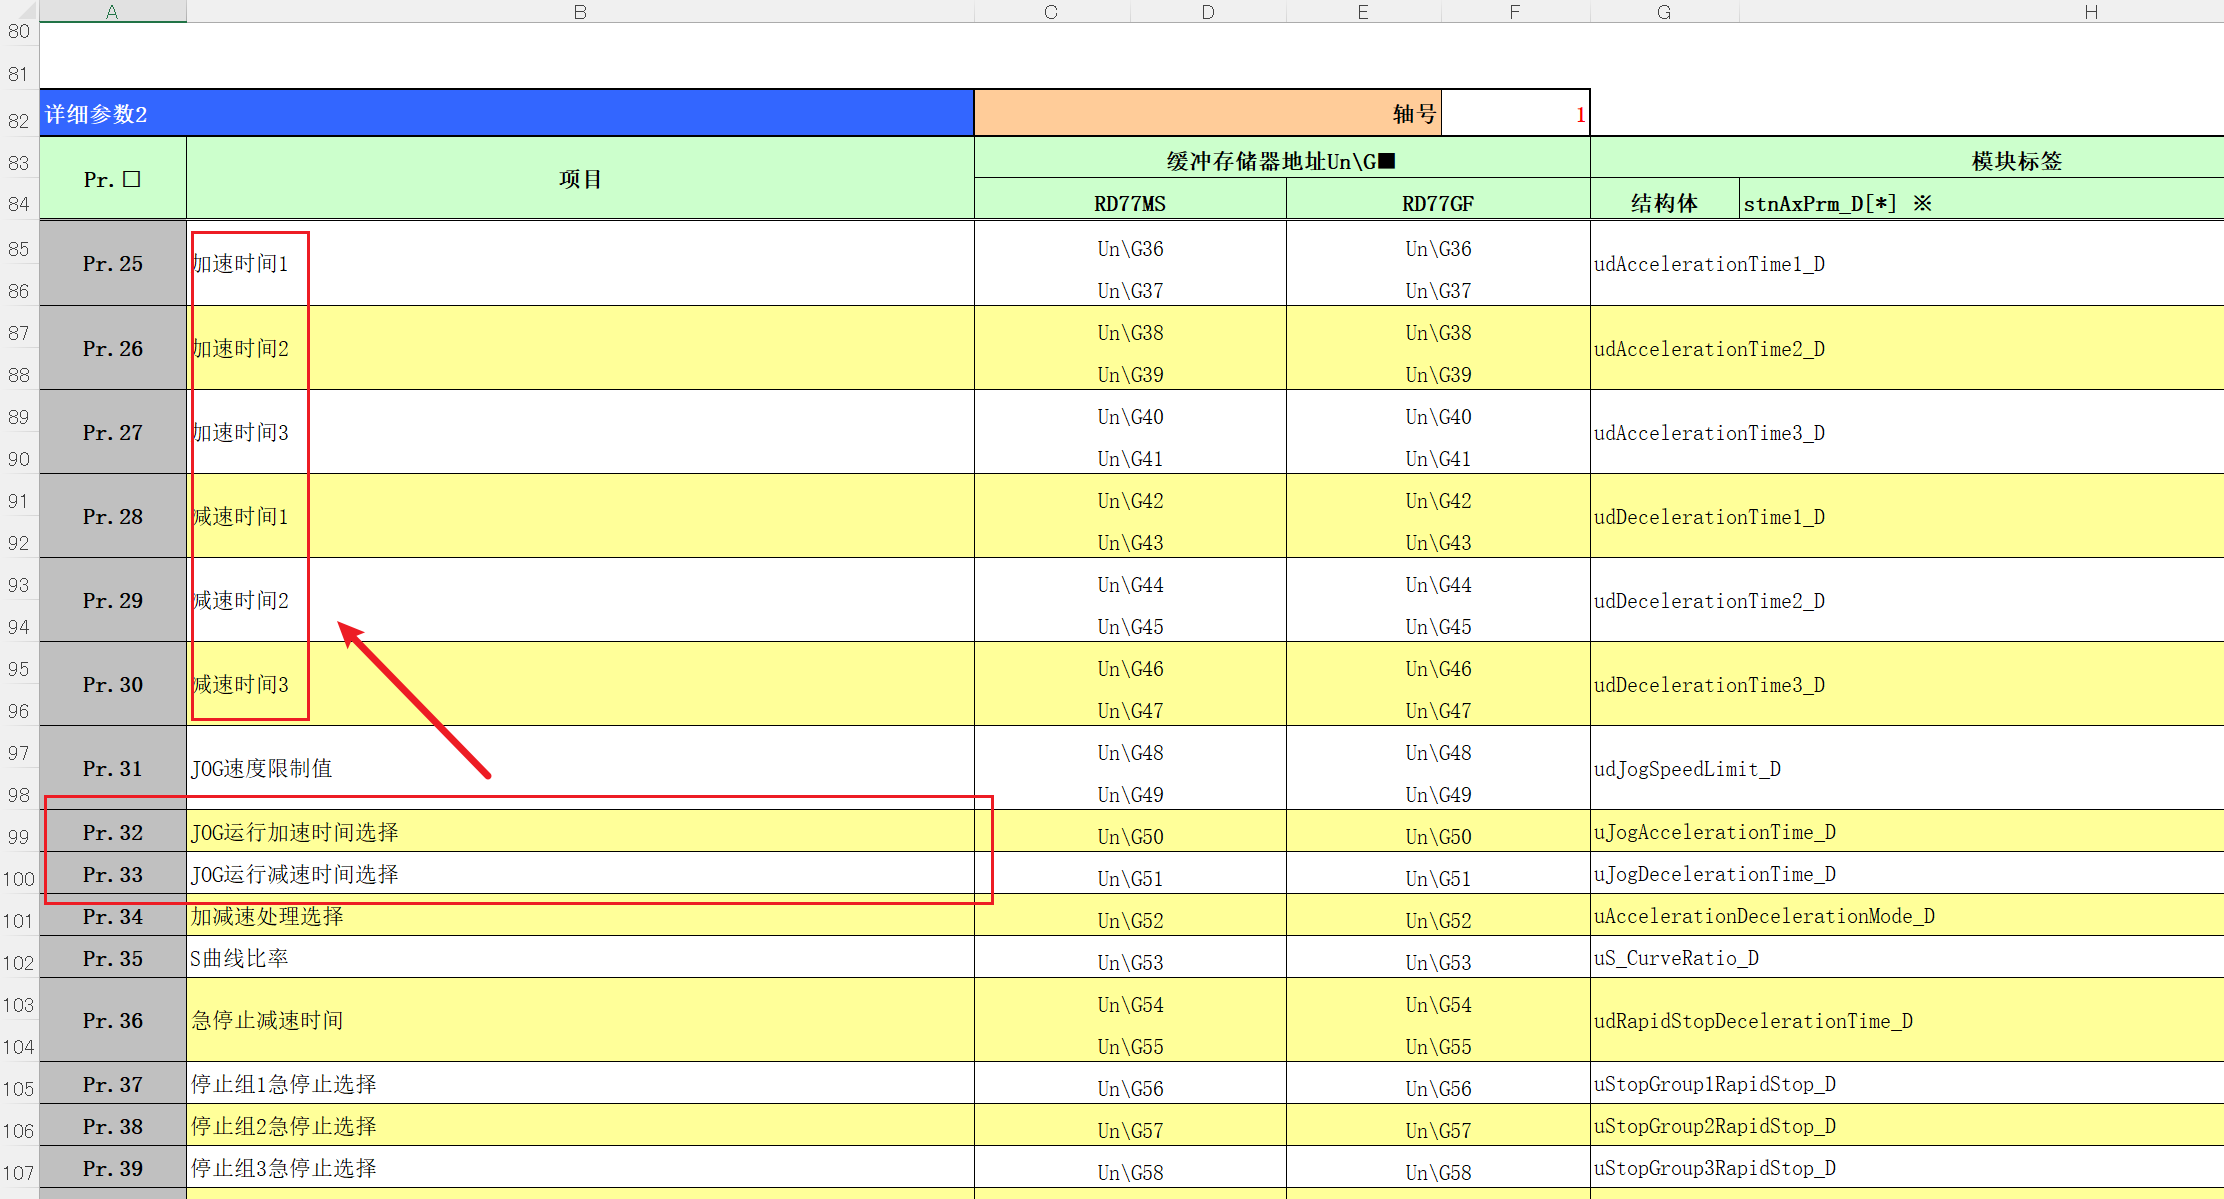 A B C D E F G H
80
81
82 详细参数2 轴号 1
83 Pr.□ 项目 缓冲存储器地址Un\G■ 模块标签
84 RD77MS RD77GF 结构体 stnAxPrm_D[*] ※
85 Pr.25 加速时间1 Un\G36 Un\G36 udAccelerationTime1_D
86 Un\G37 Un\G37
87 Pr.26 加速时间2 Un\G38 Un\G38 udAccelerationTime2_D
88 Un\G39 Un\G39
89 Pr.27 加速时间3 Un\G40 Un\G40 udAccelerationTime3_D
90 Un\G41 Un\G41
91 Pr.28 减速时间1 Un\G42 Un\G42 udDecelerationTime1_D
92 Un\G43 Un\G43
93 Pr.29 减速时间2 Un\G44 Un\G44 udDecelerationTime2_D
94 Un\G45 Un\G45
95 Pr.30 减速时间3 Un\G46 Un\G46 udDecelerationTime3_D
96 Un\G47 Un\G47
97 Pr.31 JOG速度限制值 Un\G48 Un\G48 udJogSpeedLimit_D
98 Un\G49 Un\G49
99 Pr.32 JOG运行加速时间选择 Un\G50 Un\G50 uJogAccelerationTime_D
100 Pr.33 JOG运行减速时间选择 Un\G51 Un\G51 uJogDecelerationTime_D
101 Pr.34 加减速处理选择 Un\G52 Un\G52 uAccelerationDecelerationMode_D
102 Pr.35 S曲线比率 Un\G53 Un\G53 uS_CurveRatio_D
103 Pr.36 急停止减速时间 Un\G54 Un\G54 udRapidStopDecelerationTime_D
104 Un\G55 Un\G55
105 Pr.37 停止组1急停止选择 Un\G56 Un\G56 uStopGroup1RapidStop_D
106 Pr.38 停止组2急停止选择 Un\G57 Un\G57 uStopGroup2RapidStop_D
107 Pr.39 停止组3急停止选择 Un\G58 Un\G58 uStopGroup3RapidStop_D